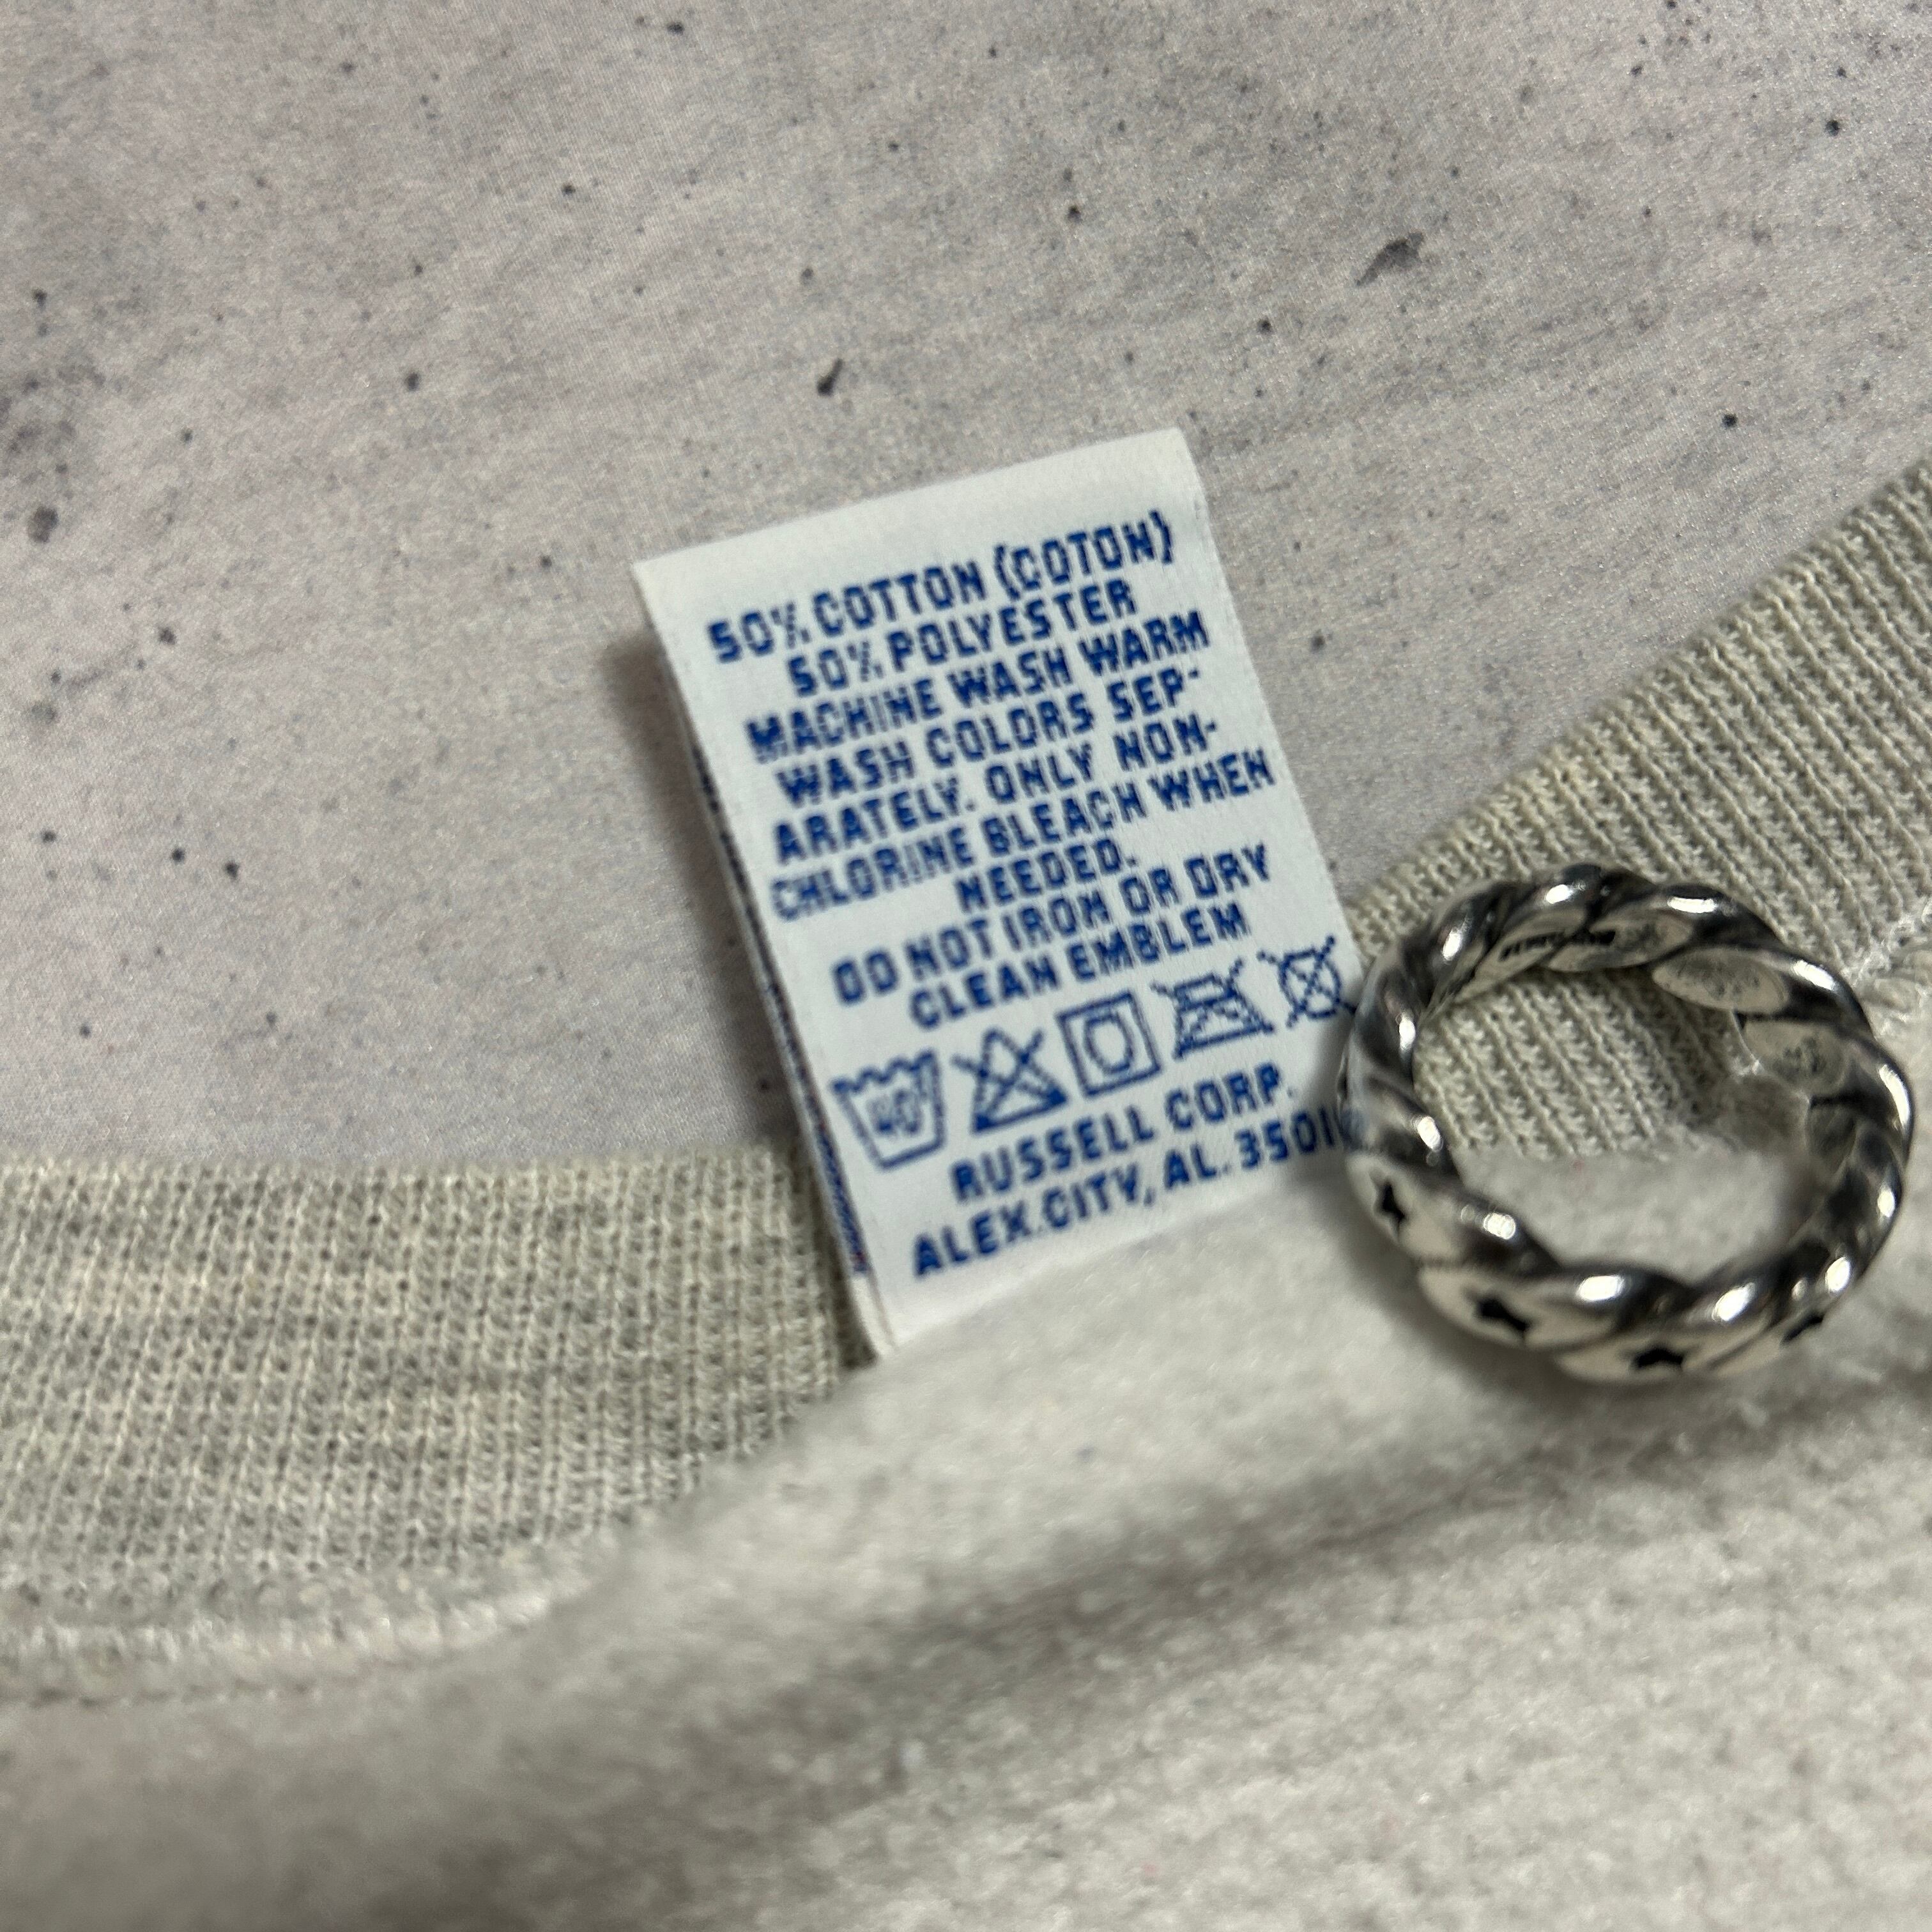 50% COTTON (COTON)
50% POLYESTER
MACHINE WASH WARM
WASH COLORS SEP-
ARATELY. ONLY NON-
CHLORINE BLEACH WHEN
NEEDED.
DO NOT IRON OR DRY
CLEAN EMBLEM
40°
RUSSELL CORP.
ALEX.CITY, AL. 35010